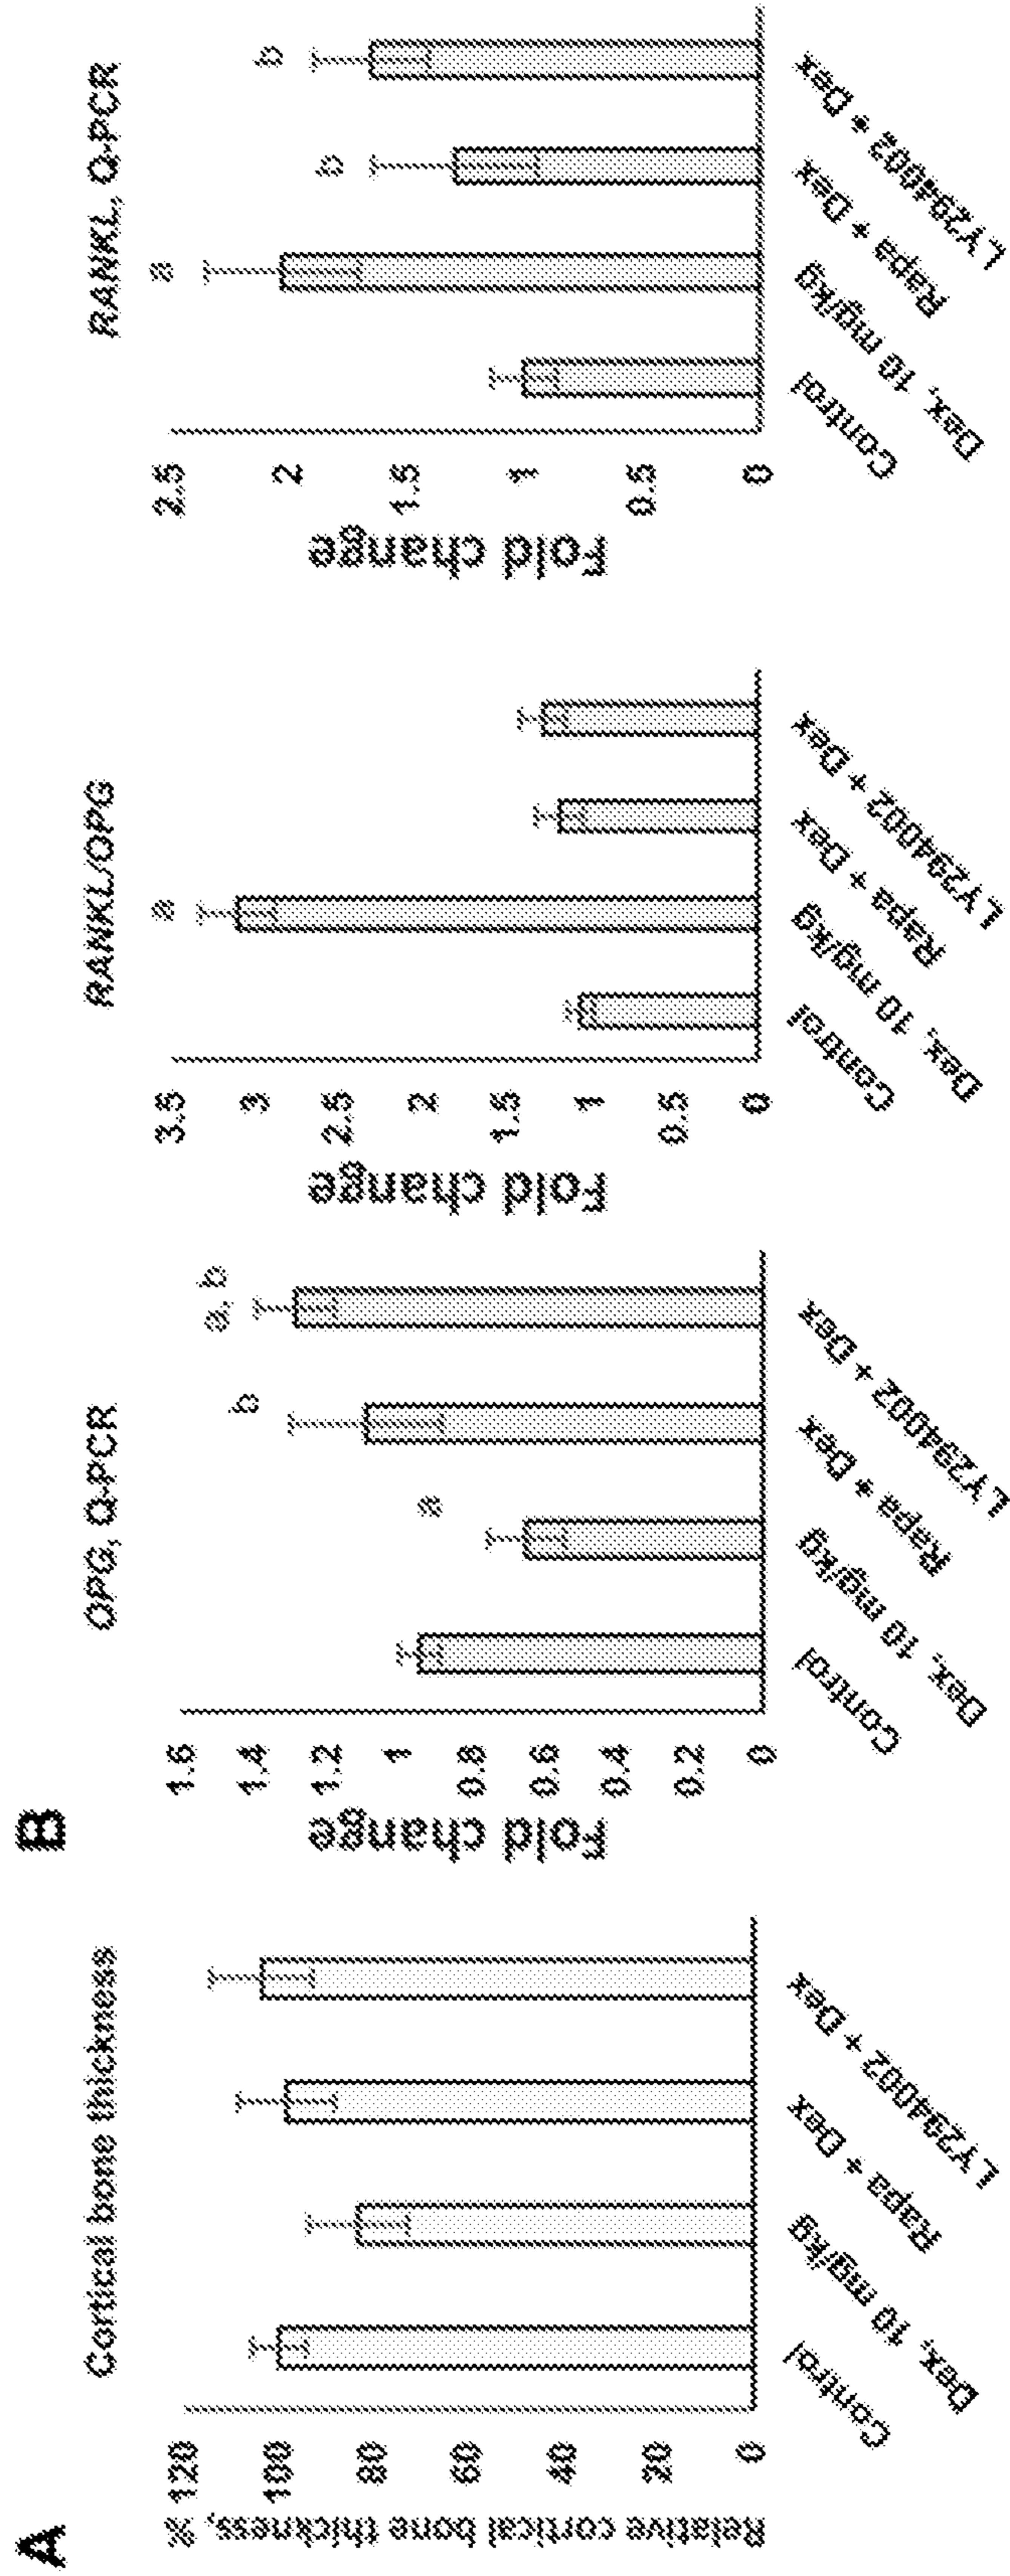 A
Cortical bone thickness
Relative cortical bone thickness, %
120
100
80
60
40
20
0
Control
Dex, 10 mg/kg
Rapa + Dex
LY294002 + Dex
B
OPG, Q-PCR
Fold change
1.6
1.4
1.2
1
0.8
0.6
0.4
0.2
0
a
b
a, b
Control
Dex, 10 mg/kg
Rapa + Dex
LY294002 + Dex
RANKL/OPG
Fold change
3.5
3
2.5
2
1.5
1
0.5
0
a
Control
Dex, 10 mg/kg
Rapa + Dex
LY294002 + Dex
RANKL, Q-PCR
Fold change
2.5
2
1.5
1
0.5
0
a
b
b
Control
Dex, 10 mg/kg
Rapa + Dex
LY294002 + Dex